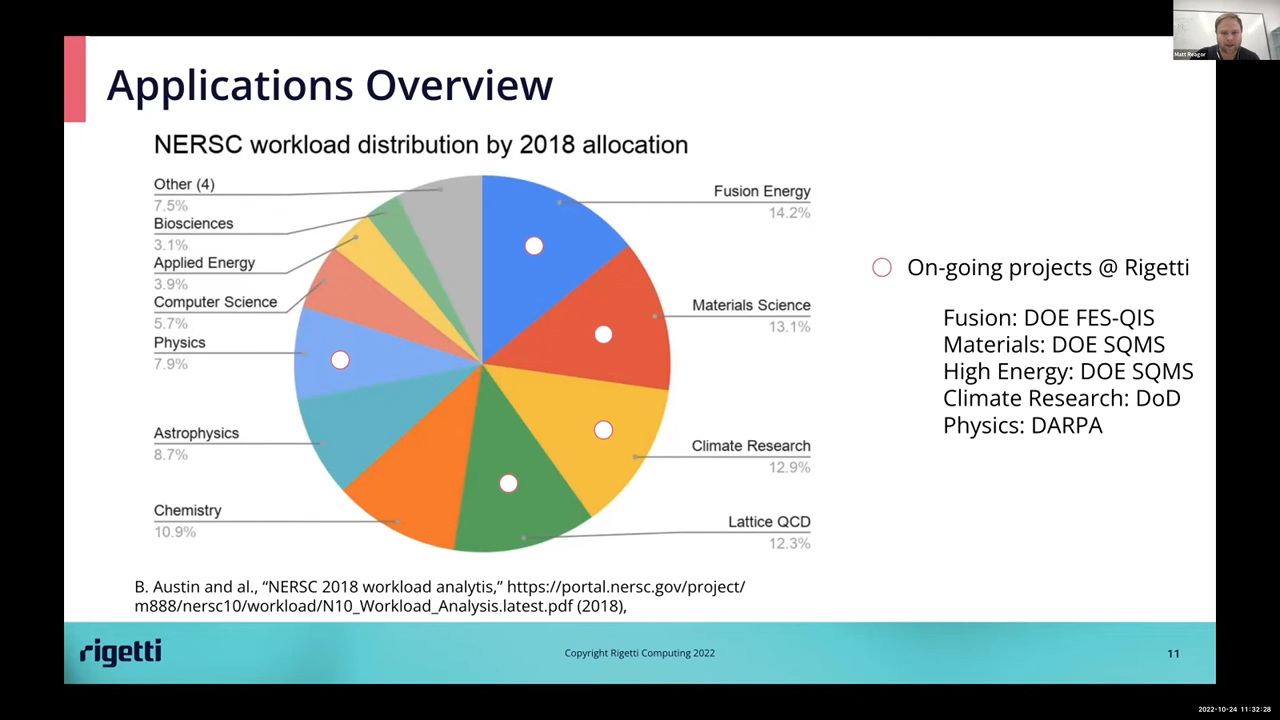 Matt Reagor
Applications Overview
NERSC workload distribution by 2018 allocation
Other (4)
7.5%
Biosciences
3.1%
Applied Energy
3.9%
Computer Science
5.7%
Physics
7.9%
Astrophysics
8.7%
Chemistry
10.9%
Fusion Energy
14.2%
Materials Science
13.1%
Climate Research
12.9%
Lattice QCD
12.3%
On-going projects @ Rigetti
Fusion: DOE FES-QIS
Materials: DOE SQMS
High Energy: DOE SQMS
Climate Research: DoD
Physics: DARPA
B. Austin and al., “NERSC 2018 workload analytis,” https://portal.nersc.gov/project/
m888/nersc10/workload/N10_Workload_Analysis.latest.pdf (2018),
rigetti
Copyright Rigetti Computing 2022
11
2022-10-24 11:32:28